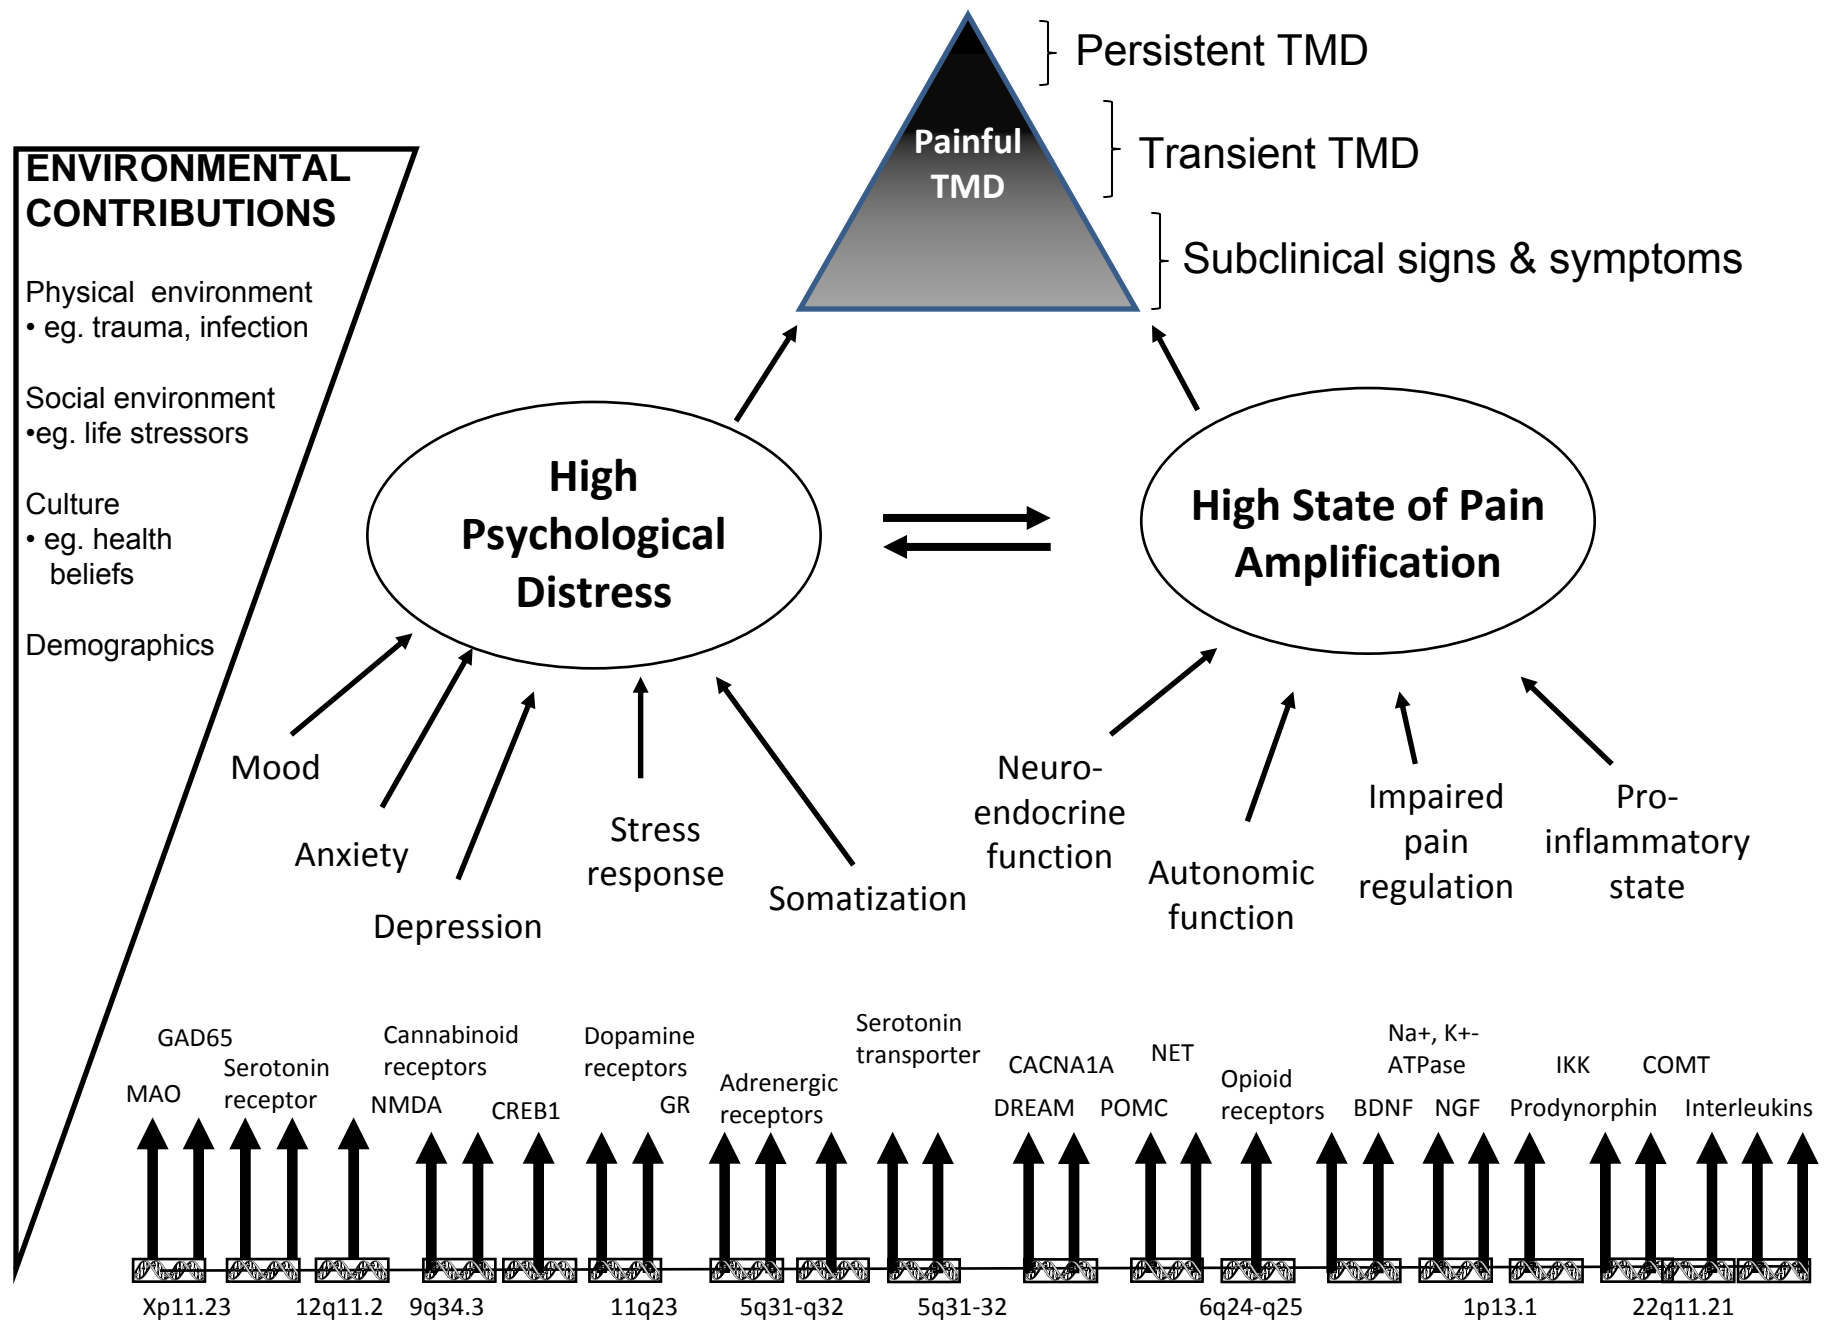 Persistent TMD
Painful
TMD
Transient TMD
Subclinical signs & symptoms
ENVIRONMENTAL
CONTRIBUTIONS
Physical environment
• eg. trauma, infection
Social environment
•eg. life stressors
Culture
• eg. health
beliefs
Demographics
High
Psychological
Distress
High State of Pain
Amplification
Mood
Anxiety
Depression
Stress
response
Somatization
Neuro-
endocrine
function
Autonomic
function
Impaired
pain
regulation
Pro-
inflammatory
state
MAO
GAD65
Serotonin
receptor
NMDA
Cannabinoid
receptors
CREB1
Dopamine
receptors
GR
Adrenergic
receptors
Serotonin
transporter
DREAM
CACNA1A
POMC
NET
Opioid
receptors
BDNF
Na+, K+-
ATPase
NGF
Prodynorphin
IKK
COMT
Interleukins
Xp11.23
12q11.2
9q34.3
11q23
5q31-q32
5q31-32
6q24-q25
1p13.1
22q11.21